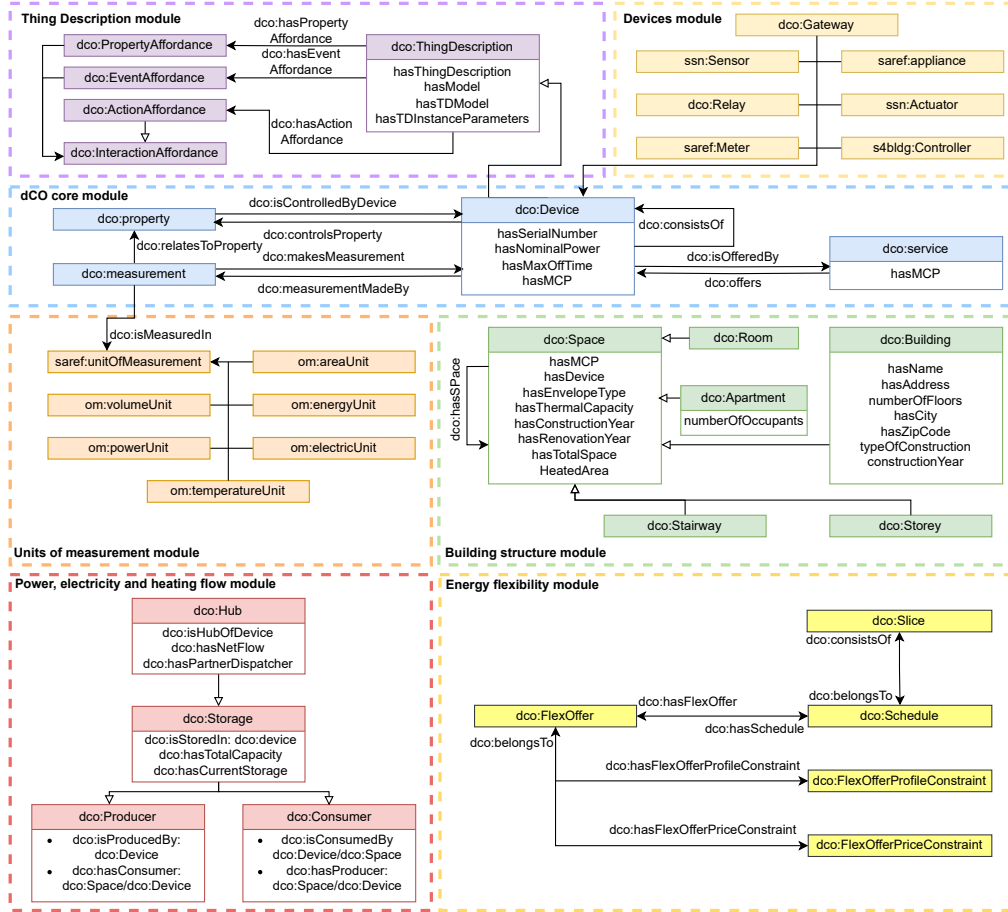 Thing Description module
dco:PropertyAffordance
dco:EventAffordance
dco:ActionAffordance
dco:InteractionAffordance
dco:hasProperty
Affordance
dco:hasEvent
Affordance
dco:hasAction
Affordance
dco:ThingDescription
hasThingDescription
hasModel
hasTDModel
hasTDInstanceParameters
Devices module
dco:Gateway
ssn:Sensor
saref:appliance
dco:Relay
ssn:Actuator
saref:Meter
s4bldg:Controller
dCO core module
dco:property
dco:isControlledByDevice
dco:controlsProperty
dco:relatesToProperty
dco:makesMeasurement
dco:measurement
dco:measurementMadeBy
dco:Device
hasSerialNumber
hasNominalPower
hasMaxOffTime
hasMCP
dco:consistsOf
dco:isOfferedBy
dco:offers
dco:service
hasMCP
dco:isMeasuredIn
saref:unitOfMeasurement
om:areaUnit
om:volumeUnit
om:energyUnit
om:powerUnit
om:electricUnit
om:temperatureUnit
Units of measurement module
dco:hasSPace
dco:Space
hasMCP
hasDevice
hasEnvelopeType
hasThermalCapacity
hasConstructionYear
hasRenovationYear
hasTotalSpace
HeatedArea
dco:Room
dco:Apartment
numberOfOccupants
dco:Building
hasName
hasAddress
numberOfFloors
hasCity
hasZipCode
typeOfConstruction
constructionYear
dco:Stairway
dco:Storey
Building structure module
Power, electricity and heating flow module
dco:Hub
dco:isHubOfDevice
dco:hasNetFlow
dco:hasPartnerDispatcher
dco:Storage
dco:isStoredIn: dco:device
dco:hasTotalCapacity
dco:hasCurrentStorage
dco:Producer
• dco:isProducedBy:
dco:Device
• dco:hasConsumer:
dco:Space/dco:Device
dco:Consumer
• dco:isConsumedBy
dco:Device/dco:Space
• dco:hasProducer:
dco:Space/dco:Device
Energy flexibility module
dco:Slice
dco:consistsOf
dco:belongsTo
dco:Schedule
dco:hasFlexOffer
dco:hasSchedule
dco:FlexOffer
dco:belongsTo
dco:hasFlexOfferProfileConstraint
dco:FlexOfferProfileConstraint
dco:hasFlexOfferPriceConstraint
dco:FlexOfferPriceConstraint